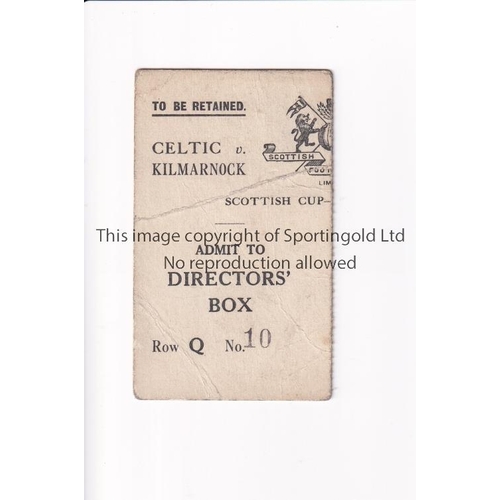 TO BE RETAINED.
CELTIC v.
KILMARNOCK
SCOTTISH
FOOT
LIM
SCOTTISH CUP-
This image copyright of Sportingold Ltd
ADMIT TO
No reproduction allowed
DIRECTORS'
BOX
Row Q No. 10